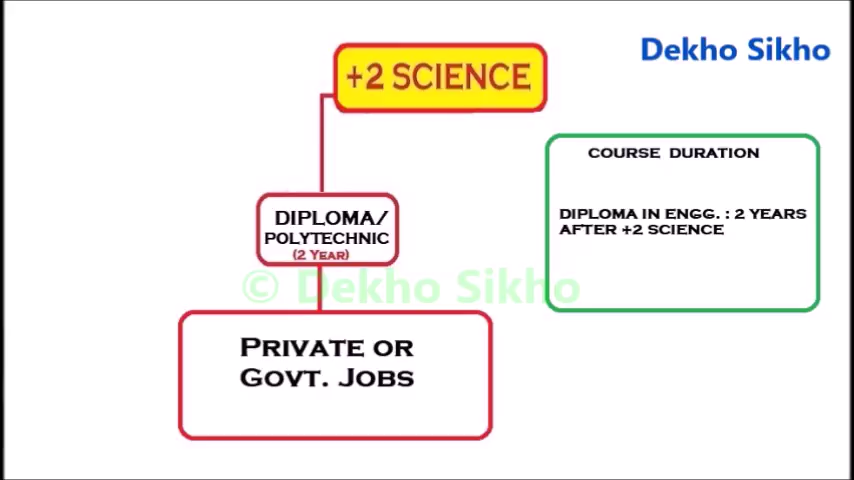 Dekho Sikho
+2 SCIENCE
COURSE DURATION
DIPLOMA IN ENGG. : 2 YEARS
AFTER +2 SCIENCE
DIPLOMA/
POLYTECHNIC
(2 YEAR)
© Dekho Sikho
PRIVATE OR
GOVT. JOBS